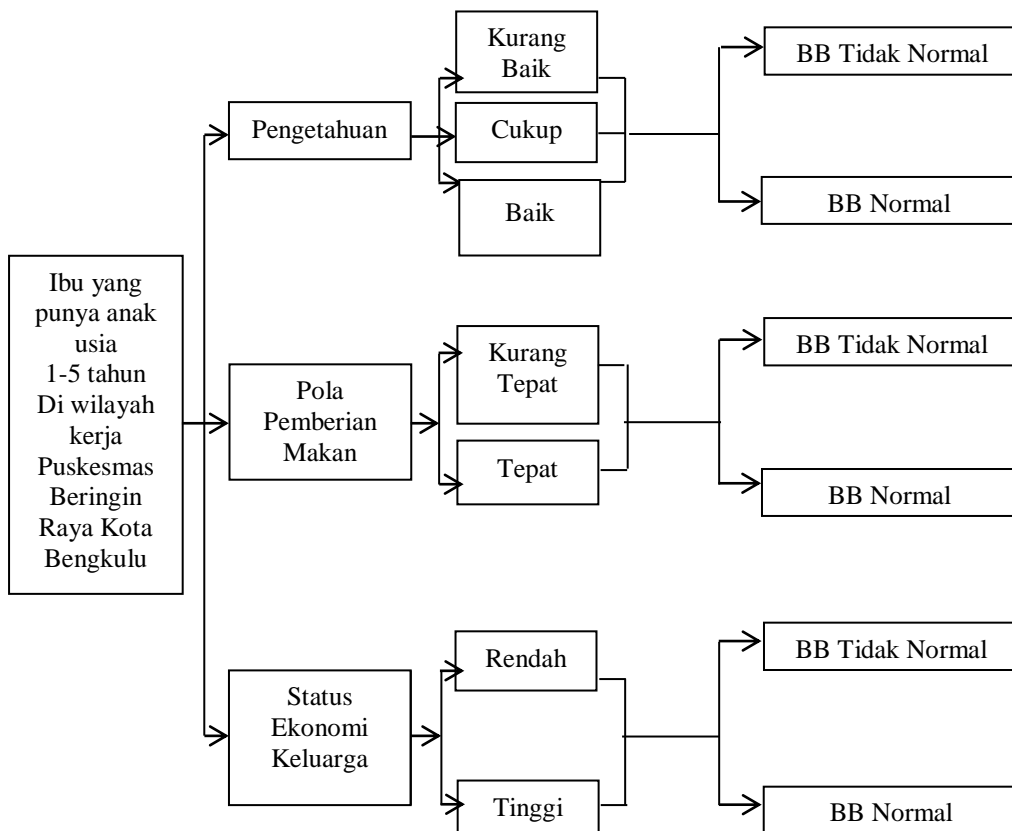 Ibu yang
punya anak
usia
1-5 tahun
Di wilayah
kerja
Puskesmas
Beringin
Raya Kota
Bengkulu
Pengetahuan
Kurang
Baik
Cukup
Baik
BB Tidak Normal
BB Normal
Pola
Pemberian
Makan
Kurang
Tepat
Tepat
BB Tidak Normal
BB Normal
Status
Ekonomi
Keluarga
Rendah
Tinggi
BB Tidak Normal
BB Normal